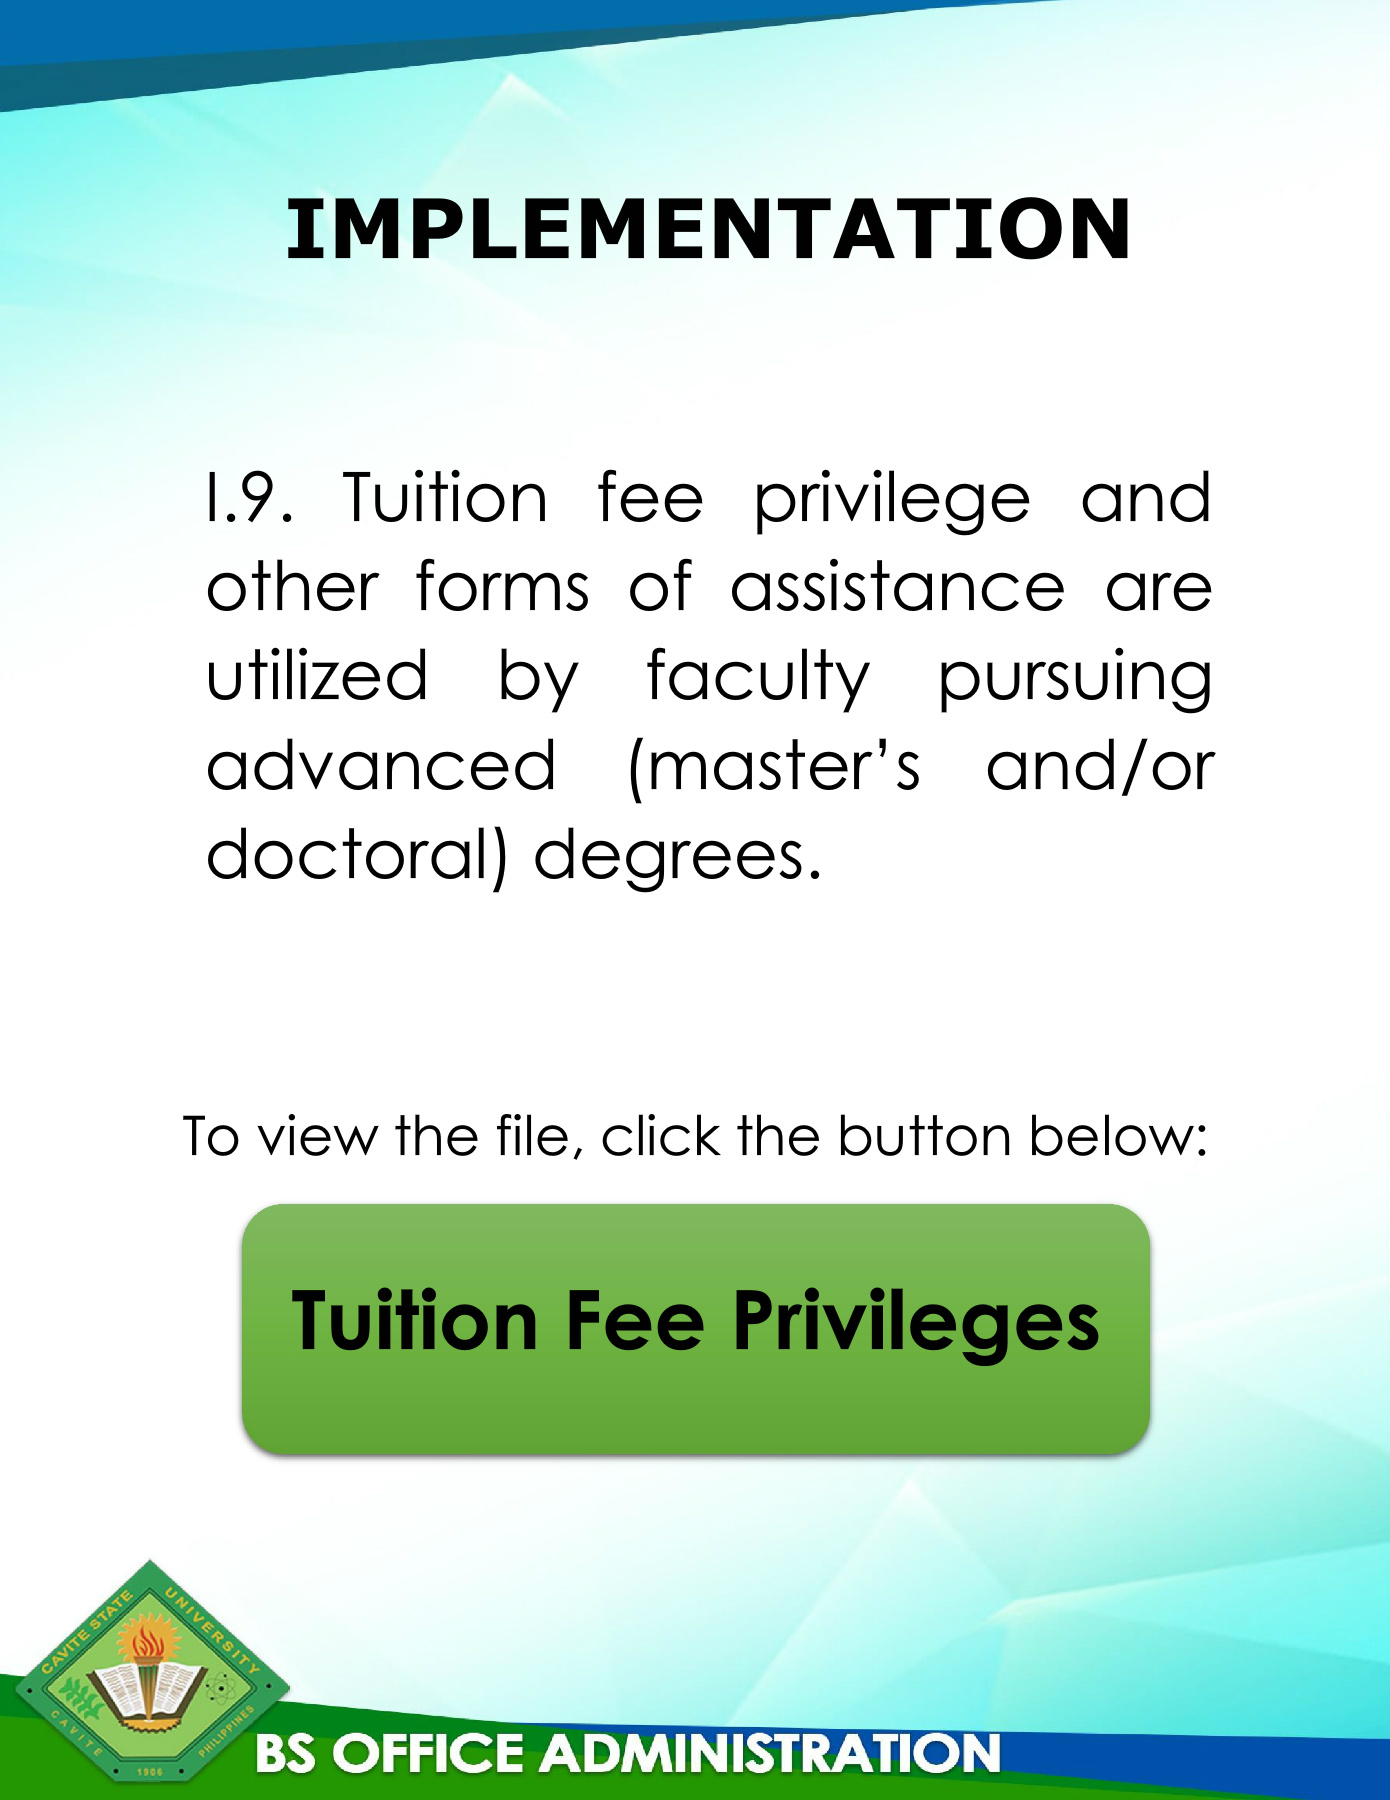 IMPLEMENTATION
I.9. Tuition fee privilege and
other forms of assistance are
utilized by faculty pursuing
advanced (master’s and/or
doctoral) degrees.
To view the file, click the button below:
Tuition Fee Privileges
CAVITE STATE UNIVERSITY
CAVITE PHILIPPINES
1906
BS OFFICE ADMINISTRATION